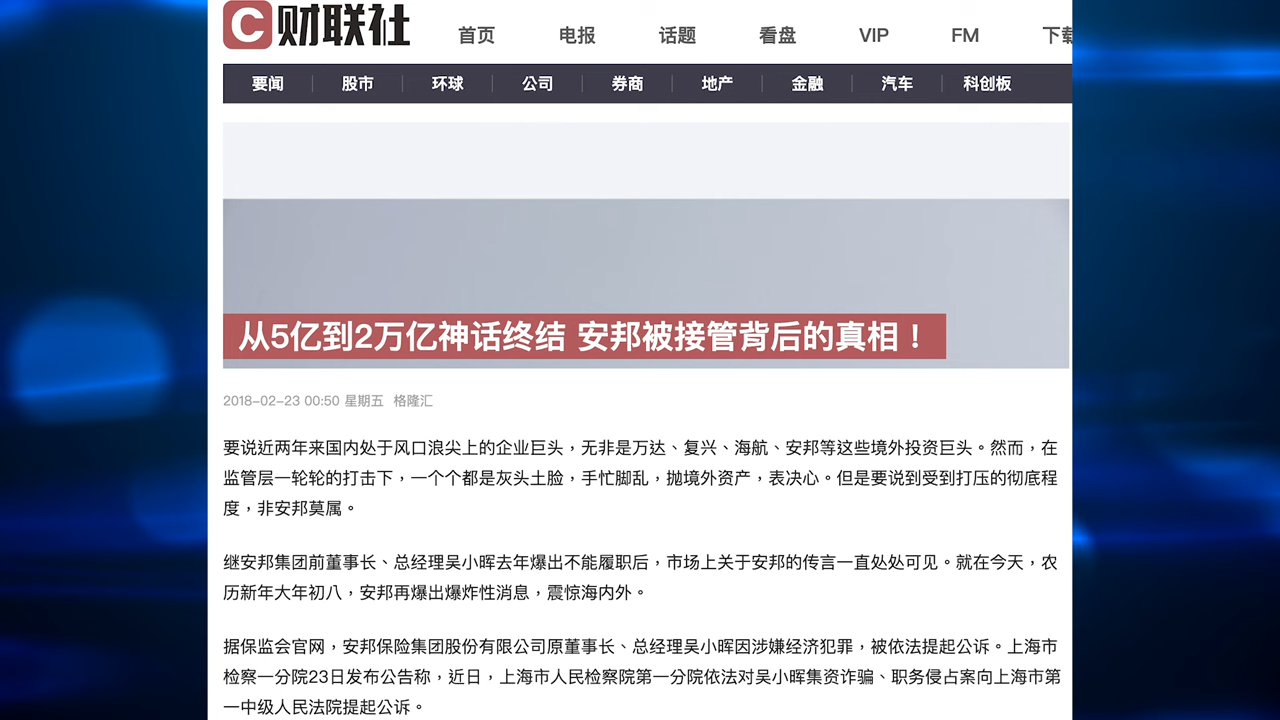 C 财联社
首页 电报 话题 看盘 VIP FM 下载
要闻 股市 环球 公司 券商 地产 金融 汽车 科创板
从5亿到2万亿神话终结 安邦被接管背后的真相！
2018-02-23 00:50 星期五 格隆汇
要说近两年来国内处于风口浪尖上的企业巨头，无非是万达、复兴、海航、安邦等这些境外投资巨头。然而，在
监管层一轮轮的打击下，一个个都是灰头土脸，手忙脚乱，抛境外资产，表决心。但是要说到受到打压的彻底程
度，非安邦莫属。
继安邦集团前董事长、总经理吴小晖去年爆出不能履职后，市场上关于安邦的传言一直处处可见。就在今天，农
历新年大年初八，安邦再爆出爆炸性消息，震惊海内外。
据保监会官网，安邦保险集团股份有限公司原董事长、总经理吴小晖因涉嫌经济犯罪，被依法提起公诉。上海市
检察一分院23日发布公告称，近日，上海市人民检察院第一分院依法对吴小晖集资诈骗、职务侵占案向上海市第
一中级人民法院提起公诉。